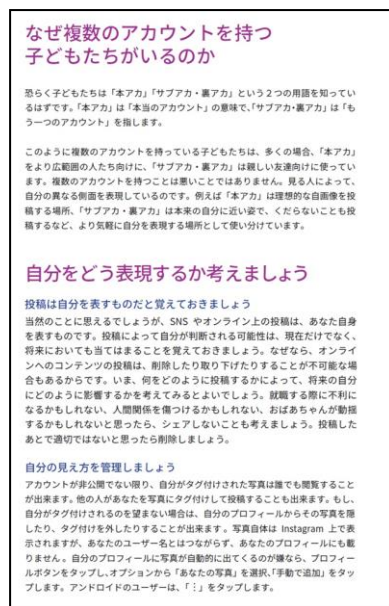 なぜ複数のアカウントを持つ
子どもたちがいるのか
恐らく子どもたちは「本アカ」「サブアカ・裏アカ」という２つの用語を知ってい
るはずです。「本アカ」は「本当のアカウント」の意味で、「サブアカ・裏アカ」は「も
う一つのアカウント」を指します。
このように複数のアカウントを持っている子どもたちは、多くの場合、「本アカ」
をより広範囲の人たち向けに、「サブアカ・裏アカ」は親しい友達向けに使ってい
ます。複数のアカウントを持つことは悪いことではありません。見る人によって、
自分の異なる側面を表現しているのです。例えば「本アカ」は理想的な自画像を投
稿する場所、「サブアカ・裏アカ」は本来の自分に近い姿で、くだらないことも投
稿するなど、より気軽に自分を表現する場所として使い分けています。
自分をどう表現するか考えましょう
投稿は自分を表すものだと覚えておきましょう
当然のことに思えるでしょうが、SNS やオンライン上の投稿は、あなた自身
を表すものです。投稿によって自分が判断される可能性は、現在だけでなく、
将来においても当てはまることを覚えておきましょう。なぜなら、オンライ
ンへのコンテンツの投稿は、削除したり取り下げたりすることが不可能な場
合もあるからです。いま、何をどのように投稿するかによって、将来の自分
にどのように影響するかを考えてみるとよいでしょう。就職する際に不利に
なるかもしれない、人間関係を傷つけるかもしれない、おばあちゃんが動揺
するかもしれないと思ったら、シェアしないことも考えましょう。投稿した
あとで適切ではないと思ったら削除しましょう。
自分の見え方を管理しましょう
アカウントが非公開でない限り、自分がタグ付けされた写真は誰でも閲覧すること
が出来ます。他の人があなたを写真にタグ付けして投稿することも出来ます。もし、
自分がタグ付けされるのを望まない場合は、自分のプロフィールからその写真を隠
したり、タグ付けを外したりすることが出来ます 。写真自体は Instagram 上で表
示されますが、あなたのユーザー名とはつながらず、あなたのプロフィールにも載
りません 。自分のプロフィールに写真が自動的に出てくるのが嫌なら、プロフィー
ルボタンをタップし、オプションから「あなたの写真」を選択、「手動で追加」をタッ
プします。アンドロイドのユーザーは、「⋮」をタップします。